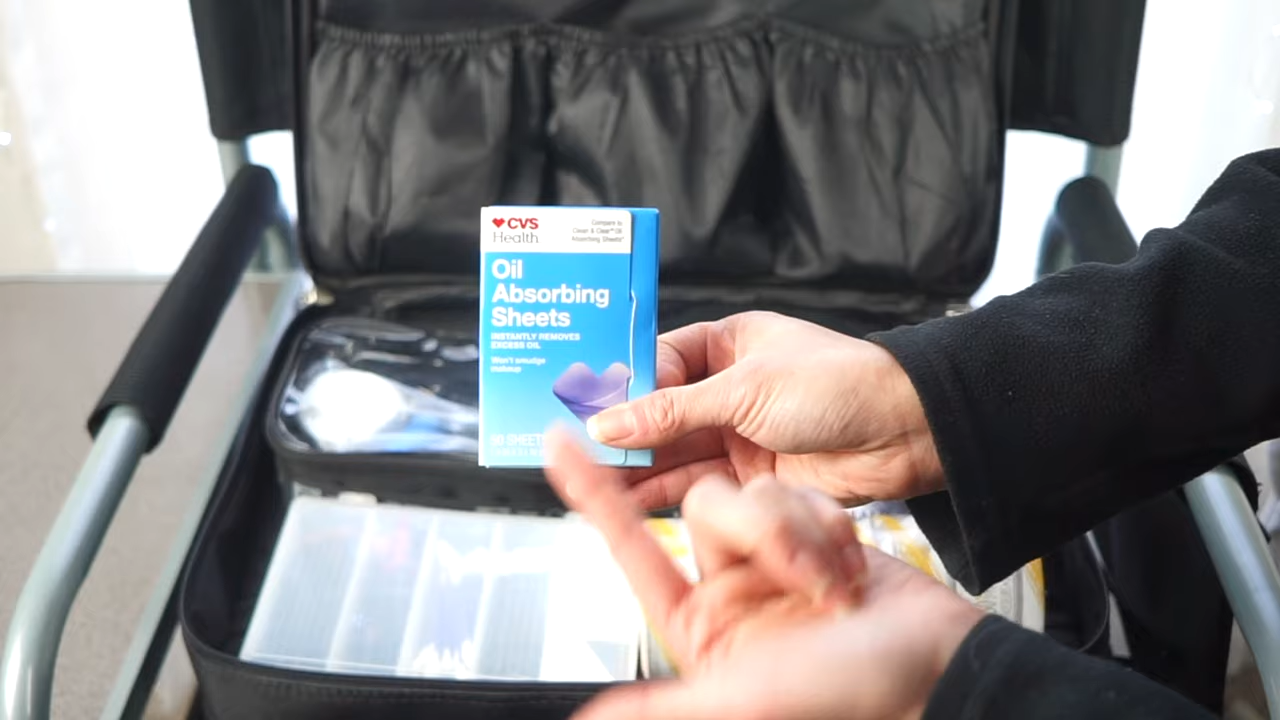 CVS
Health
Compare to
Clean & Clear® Oil
Absorbing Sheets*
Oil
Absorbing
Sheets
INSTANTLY REMOVES
EXCESS OIL
Won't smudge
makeup
SHEETS